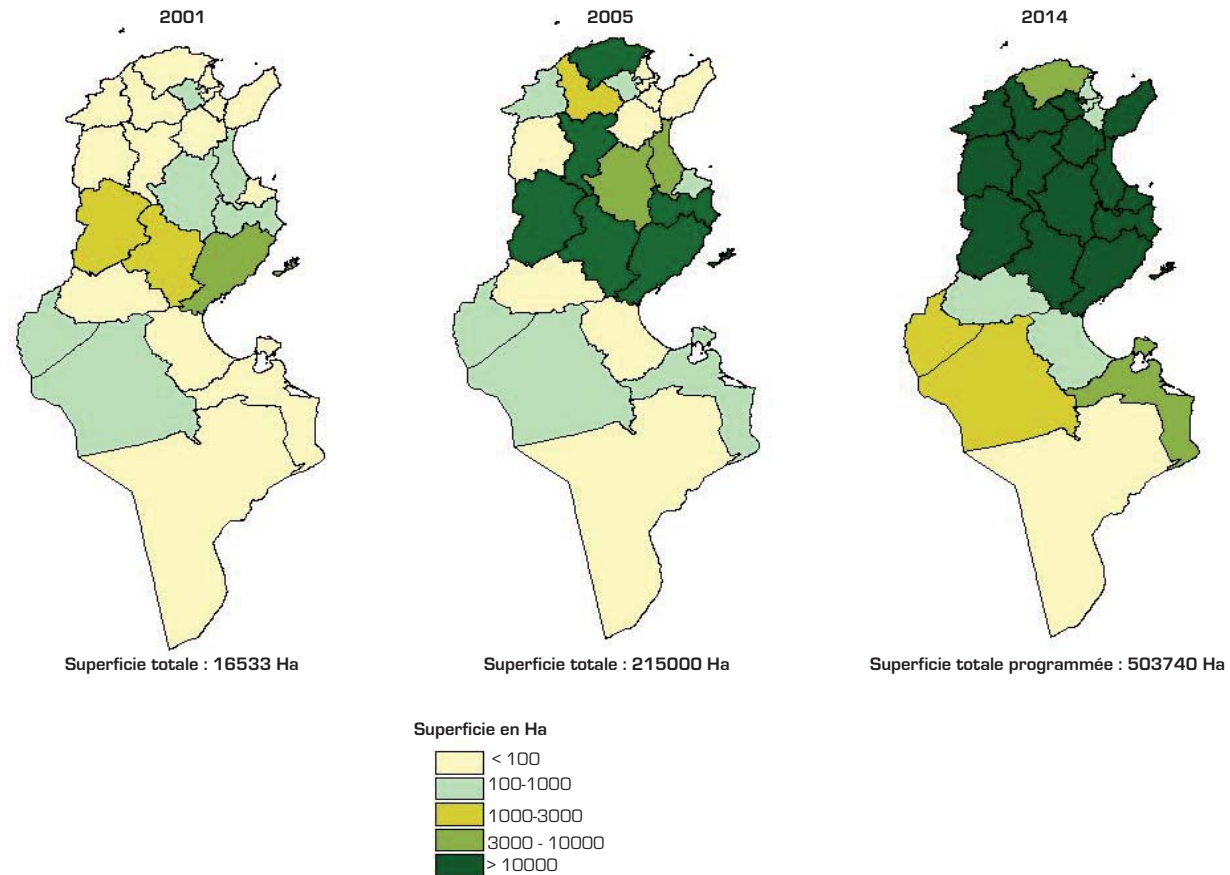 2001
2005
2014
Superficie totale : 16533 Ha
Superficie totale : 215000 Ha
Superficie totale programmée : 503740 Ha
Superficie en Ha
< 100
100-1000
1000-3000
3000 - 10000
> 10000